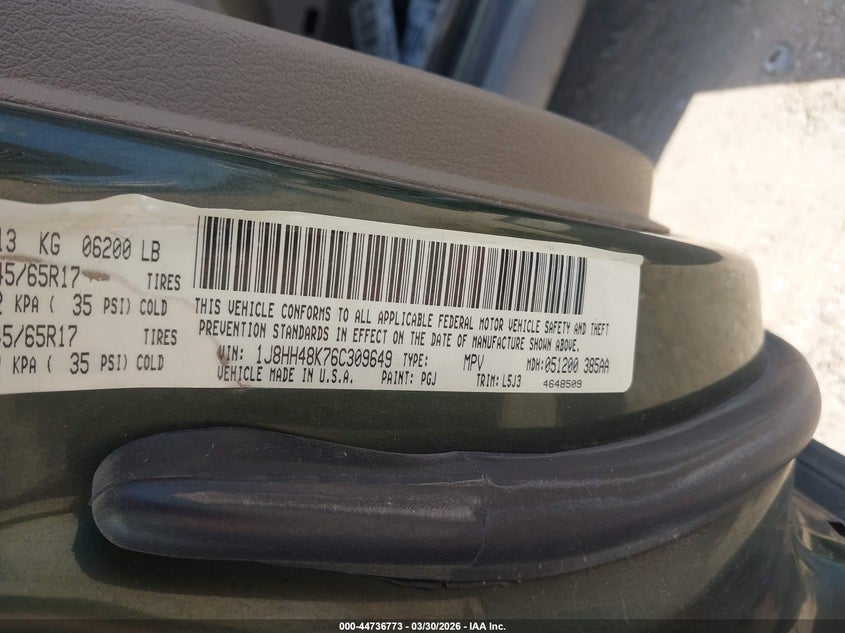 13 KG 06200 LB
45/65R17 TIRES
KPA ( 35 PSI) COLD
45/65R17 TIRES
KPA ( 35 PSI) COLD
THIS VEHICLE CONFORMS TO ALL APPLICABLE FEDERAL MOTOR VEHICLE SAFETY AND THEFT
PREVENTION STANDARDS IN EFFECT ON THE DATE OF MANUFACTURE SHOWN ABOVE.
VIN: 1J8HH48K76C309649 TYPE: MPV MDH:051200 385AA
VEHICLE MADE IN U.S.A. PAINT: PGJ TRIM: L5J3 4648509
000-44736773 — 03/30/2026 — IAA Inc.